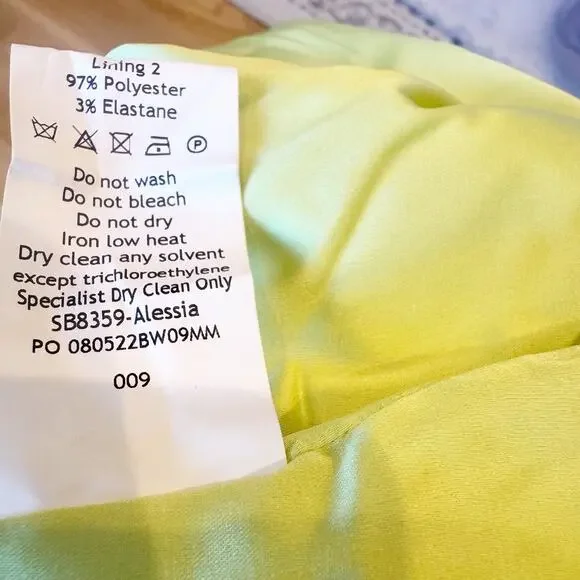 Lining 2
97% Polyester
3% Elastane
P
Do not wash
Do not bleach
Do not dry
Iron low heat
Dry clean any solvent
except trichloroethylene
Specialist Dry Clean Only
SB8359-Alessia
PO 080522BW09MM
009